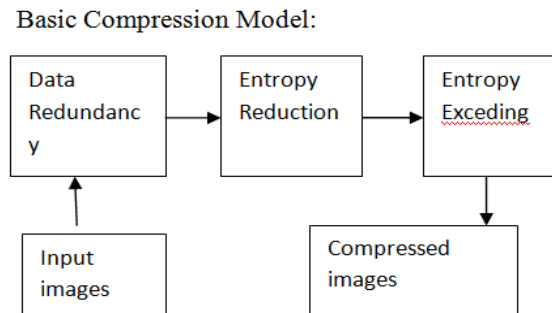 Basic Compression Model:
Data
Redundanc
y
Entropy
Reduction
Entropy
Exceding
Input
images
Compressed
images